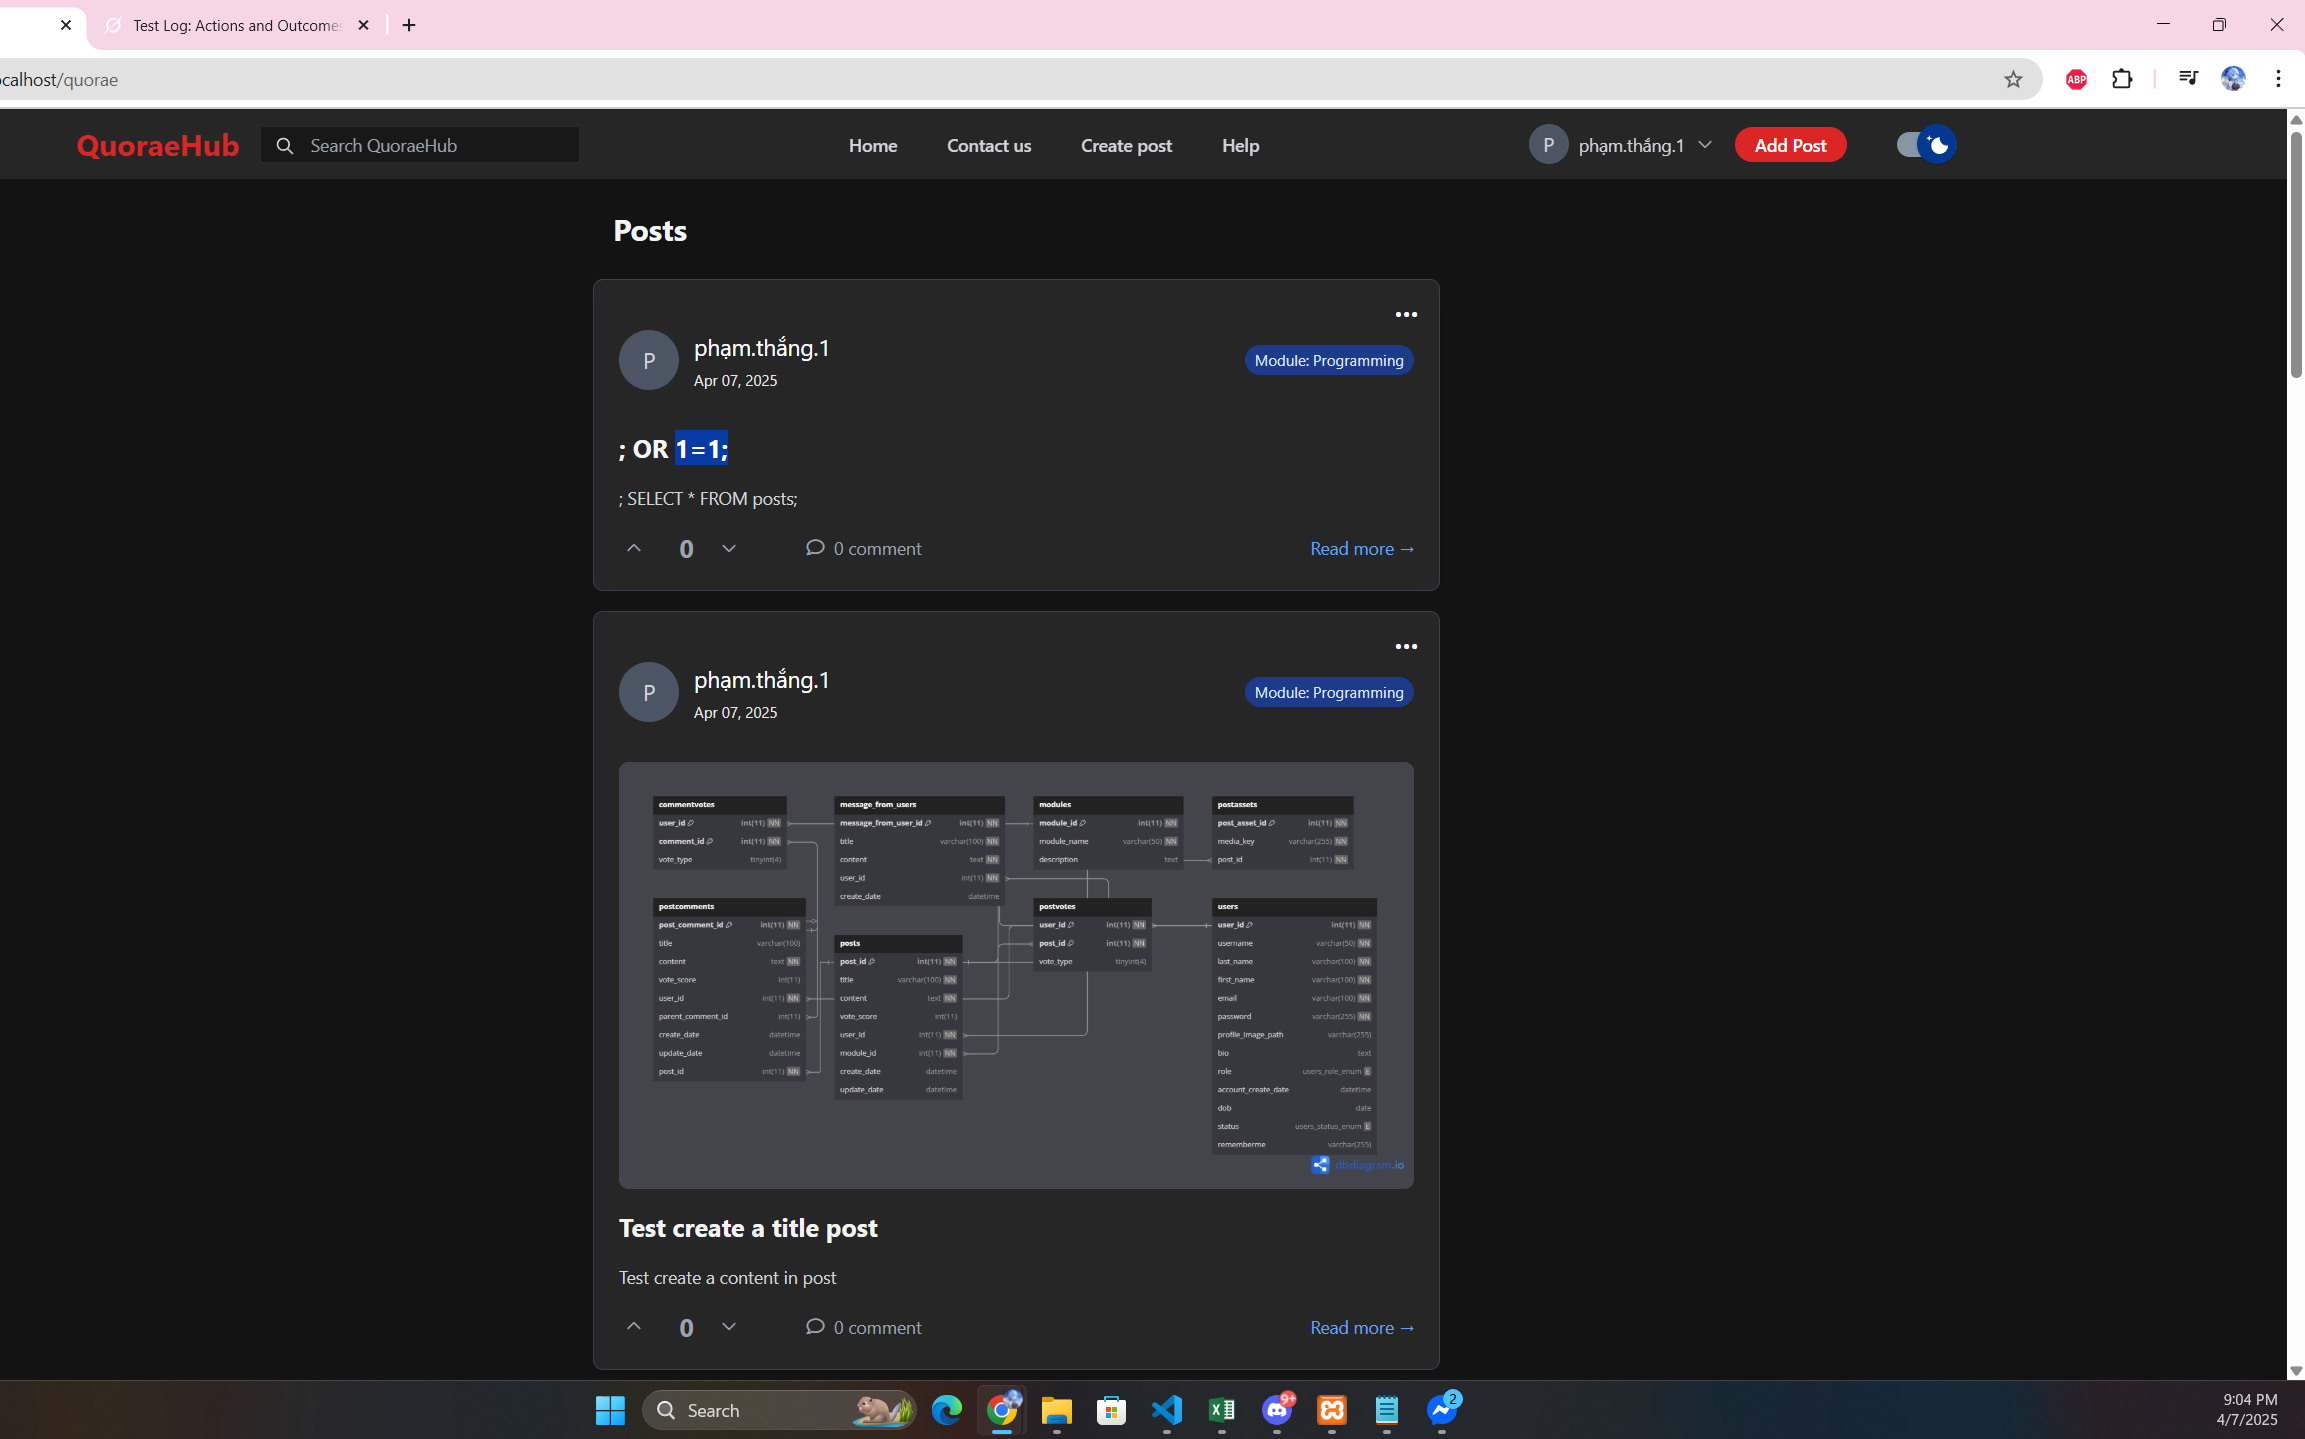 Test Log: Actions and Outcomes
ocalhost/quorae
ABP
QuoraeHub
Search QuoraeHub
Home
Contact us
Create post
Help
P
phạm.thắng.1
Add Post
Posts
P
phạm.thắng.1
Apr 07, 2025
Module: Programming
; OR 1=1;
; SELECT * FROM posts;
0
0 comment
Read more →
P
phạm.thắng.1
Apr 07, 2025
Module: Programming
commentvotes
user_id int(11) NN
comment_id int(11) NN
vote_type tinyint(4)
message_from_users
message_from_user_id int(11) NN
title varchar(100) NN
content text NN
user_id int(11) NN
create_date datetime
modules
module_id int(11) NN
module_name varchar(50) NN
description text
postassets
post_asset_id int(11) NN
media_key varchar(255) NN
post_id int(11) NN
postcomments
post_comment_id int(11) NN
title varchar(100)
content text NN
vote_score int(11)
user_id int(11) NN
parent_comment_id int(11)
create_date datetime
update_date datetime
post_id int(11) NN
posts
post_id int(11) NN
title varchar(100) NN
content text NN
vote_score int(11)
user_id int(11) NN
module_id int(11) NN
create_date datetime
update_date datetime
postvotes
user_id int(11) NN
post_id int(11) NN
vote_type tinyint(4)
users
user_id int(11) NN
username varchar(50) NN
last_name varchar(100) NN
first_name varchar(100) NN
email varchar(100) NN
password varchar(255) NN
profile_image_path varchar(255)
bio text
role users_role_enum E
account_create_date datetime
dob date
status users_status_enum E
rememberme varchar(255)
dbdiagram.io
Test create a title post
Test create a content in post
0
0 comment
Read more →
Search
9+
2
9:04 PM
4/7/2025